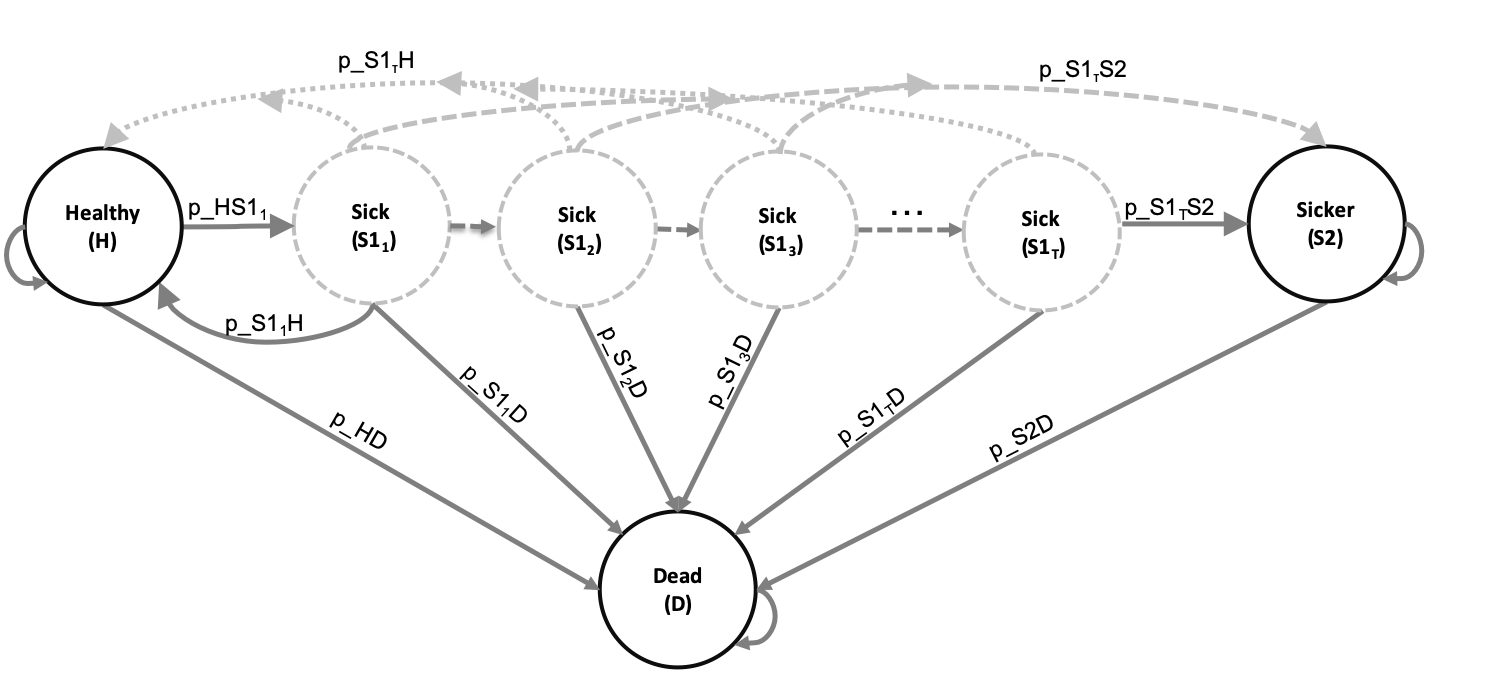 p_S1ₜH
p_S1ₜS2
Healthy
(H)
p_HS1₁
Sick
(S1₁)
Sick
(S1₂)
Sick
(S1₃)
...
Sick
(S1ₜ)
p_S1ₜS2
Sicker
(S2)
p_S1₁H
p_HD
p_S1₁D
p_S1₂D
p_S1₃D
p_S1ₜD
p_S2D
Dead
(D)